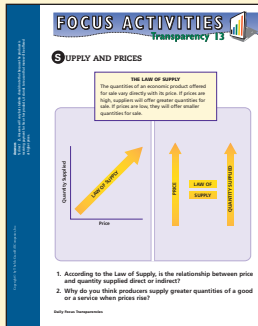 FOCUS ACTIVITIES
Transparency 13
SUPPLY AND PRICES
THE LAW OF SUPPLY
The quantities of an economic product offered
for sale vary directly with its price. If prices are
high, suppliers will offer greater quantities for
sale. If prices are low, they will offer smaller
quantities for sale.
Quantity Supplied
LAW OF SUPPLY
Price
PRICE
LAW OF
SUPPLY
QUANTITY SUPPLIED
1. According to the Law of Supply, is the relationship between price
and quantity supplied direct or indirect?
2. Why do you think producers supply greater quantities of a good
or a service when prices rise?
Daily Focus Transparencies